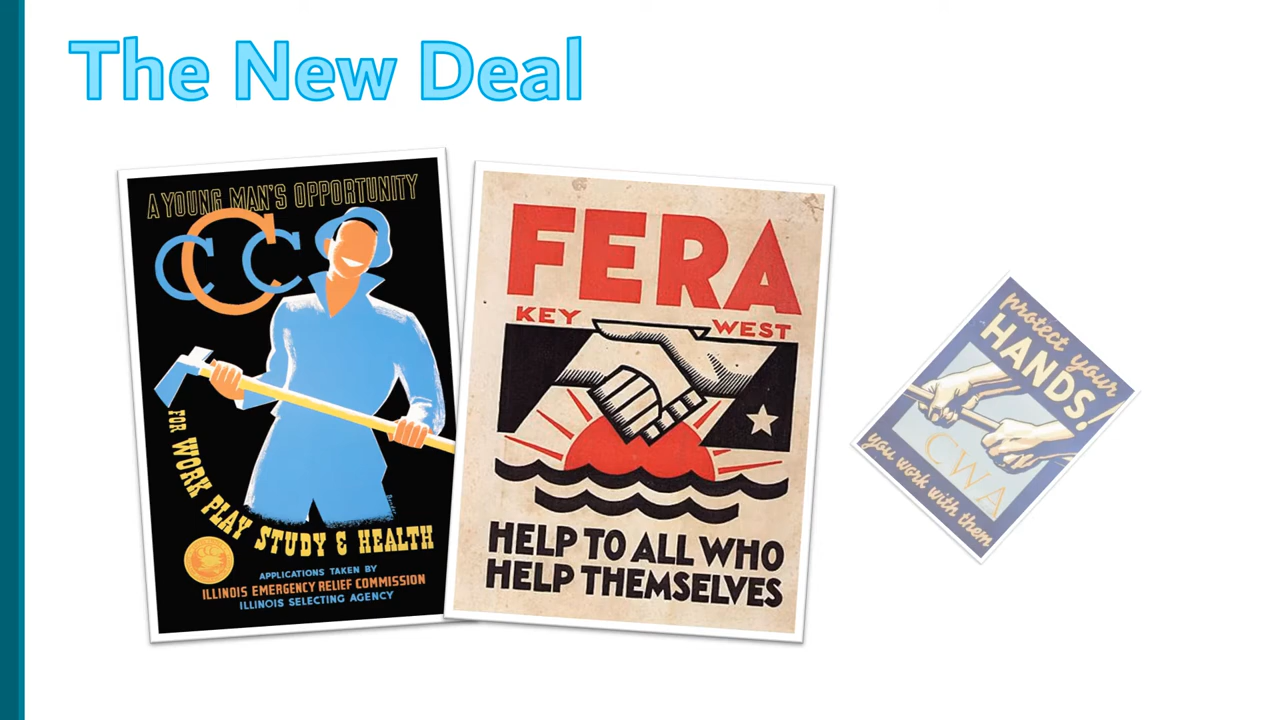 The New Deal
A YOUNG MAN'S OPPORTUNITY
CCC
FOR WORK PLAY STUDY & HEALTH
APPLICATIONS TAKEN BY
ILLINOIS EMERGENCY RELIEF COMMISSION
ILLINOIS SELECTING AGENCY
FERA
KEY WEST
HELP TO ALL WHO
HELP THEMSELVES
protect your
HANDS!
CWA
you work with them